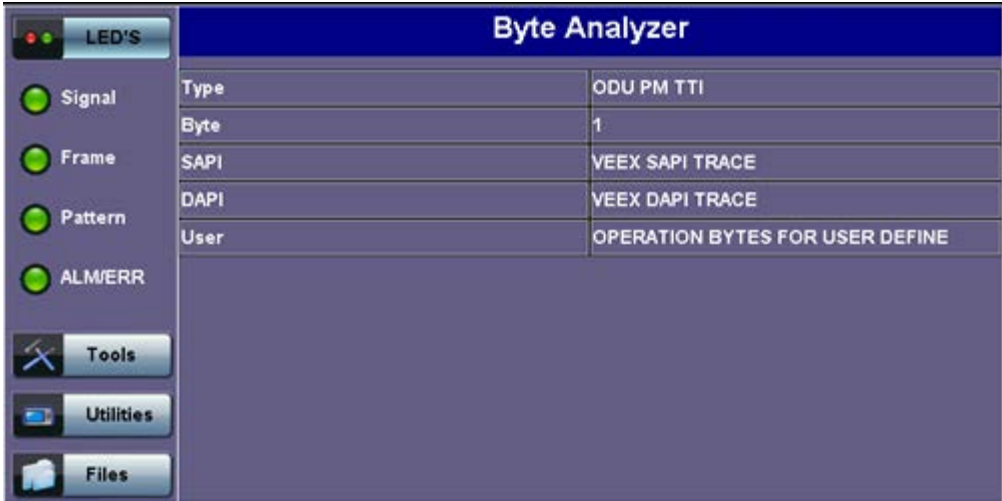 LED'S
Byte Analyzer
Signal
Frame
Pattern
ALM/ERR
Tools
Utilities
Files
Type ODU PM TTI
Byte 1
SAPI VEEX SAPI TRACE
DAPI VEEX DAPI TRACE
User OPERATION BYTES FOR USER DEFINE